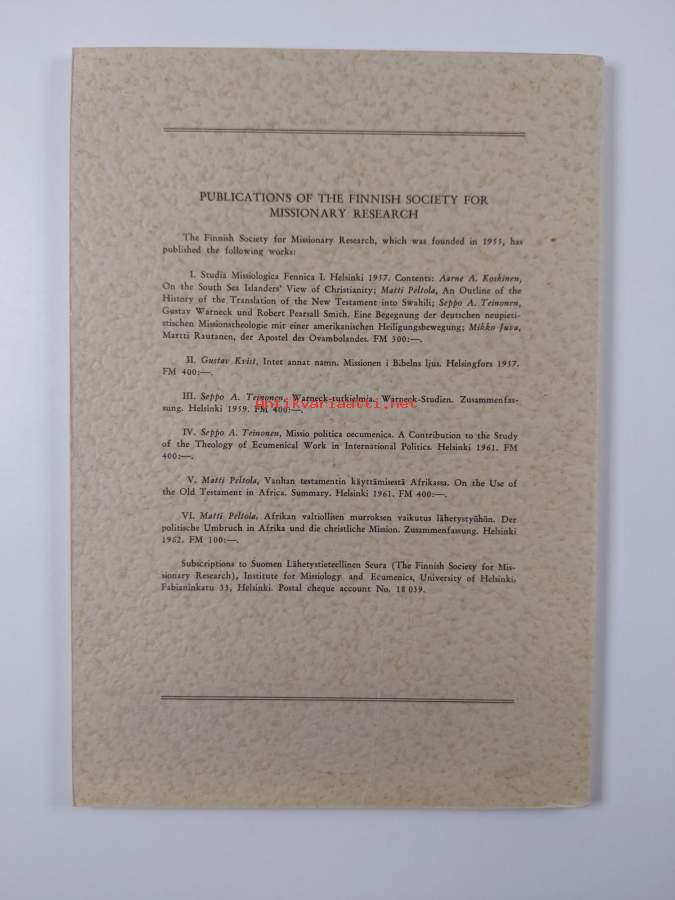 PUBLICATIONS OF THE FINNISH SOCIETY FOR
MISSIONARY RESEARCH
The Finnish Society for Missionary Research, which was founded in 1955, has
published the following works:
I. Studia Missiologica Fennica I. Helsinki 1957. Contents: Aarne A. Koskinen,
On the South Sea Islanders' View of Christianity; Matti Peltola, An Outline of the
History of the Translation of the New Testament into Swahili; Seppo A. Teinonen,
Gustav Warneck und Robert Pearsall Smith. Eine Begegnung der deutschen neupieti-
stischen Missionstheologie mit einer amerikanischen Heiligungsbewegung; Mikko Juva,
Martti Rautanen, der Apostel des Ovambolandes. FM 300:—.
II. Gustav Kvist, Intet annat namn. Missionen i Bibelns ljus. Helsingfors 1957.
FM 400:—.
III. Seppo A. Teinonen, Warneck-tutkielmia. Warneck-Studien. Zusammenfas-
sung. Helsinki 1959. FM 400:—.
Antikvariaatti.net
IV. Seppo A. Teinonen, Missio politica oecumenica. A Contribution to the Study
of the Theology of Ecumenical Work in International Politics. Helsinki 1961. FM
400:—.
V. Matti Peltola, Vanhan testamentin käyttämisestä Afrikassa. On the Use of
the Old Testament in Africa. Summary. Helsinki 1961. FM 400:—.
VI. Matti Peltola, Afrikan valtiollisen murroksen vaikutus lähetystyöhön. Der
politische Umbruch in Afrika und die christliche Mission. Zusammenfassung. Helsinki
1962. FM 100:—.
Subscriptions to Suomen Lähetystieteellinen Seura (The Finnish Society for Mis-
sionary Research), Institute for Missiology and Ecumenics, University of Helsinki,
Fabianinkatu 33, Helsinki. Postal cheque account No. 18 039.